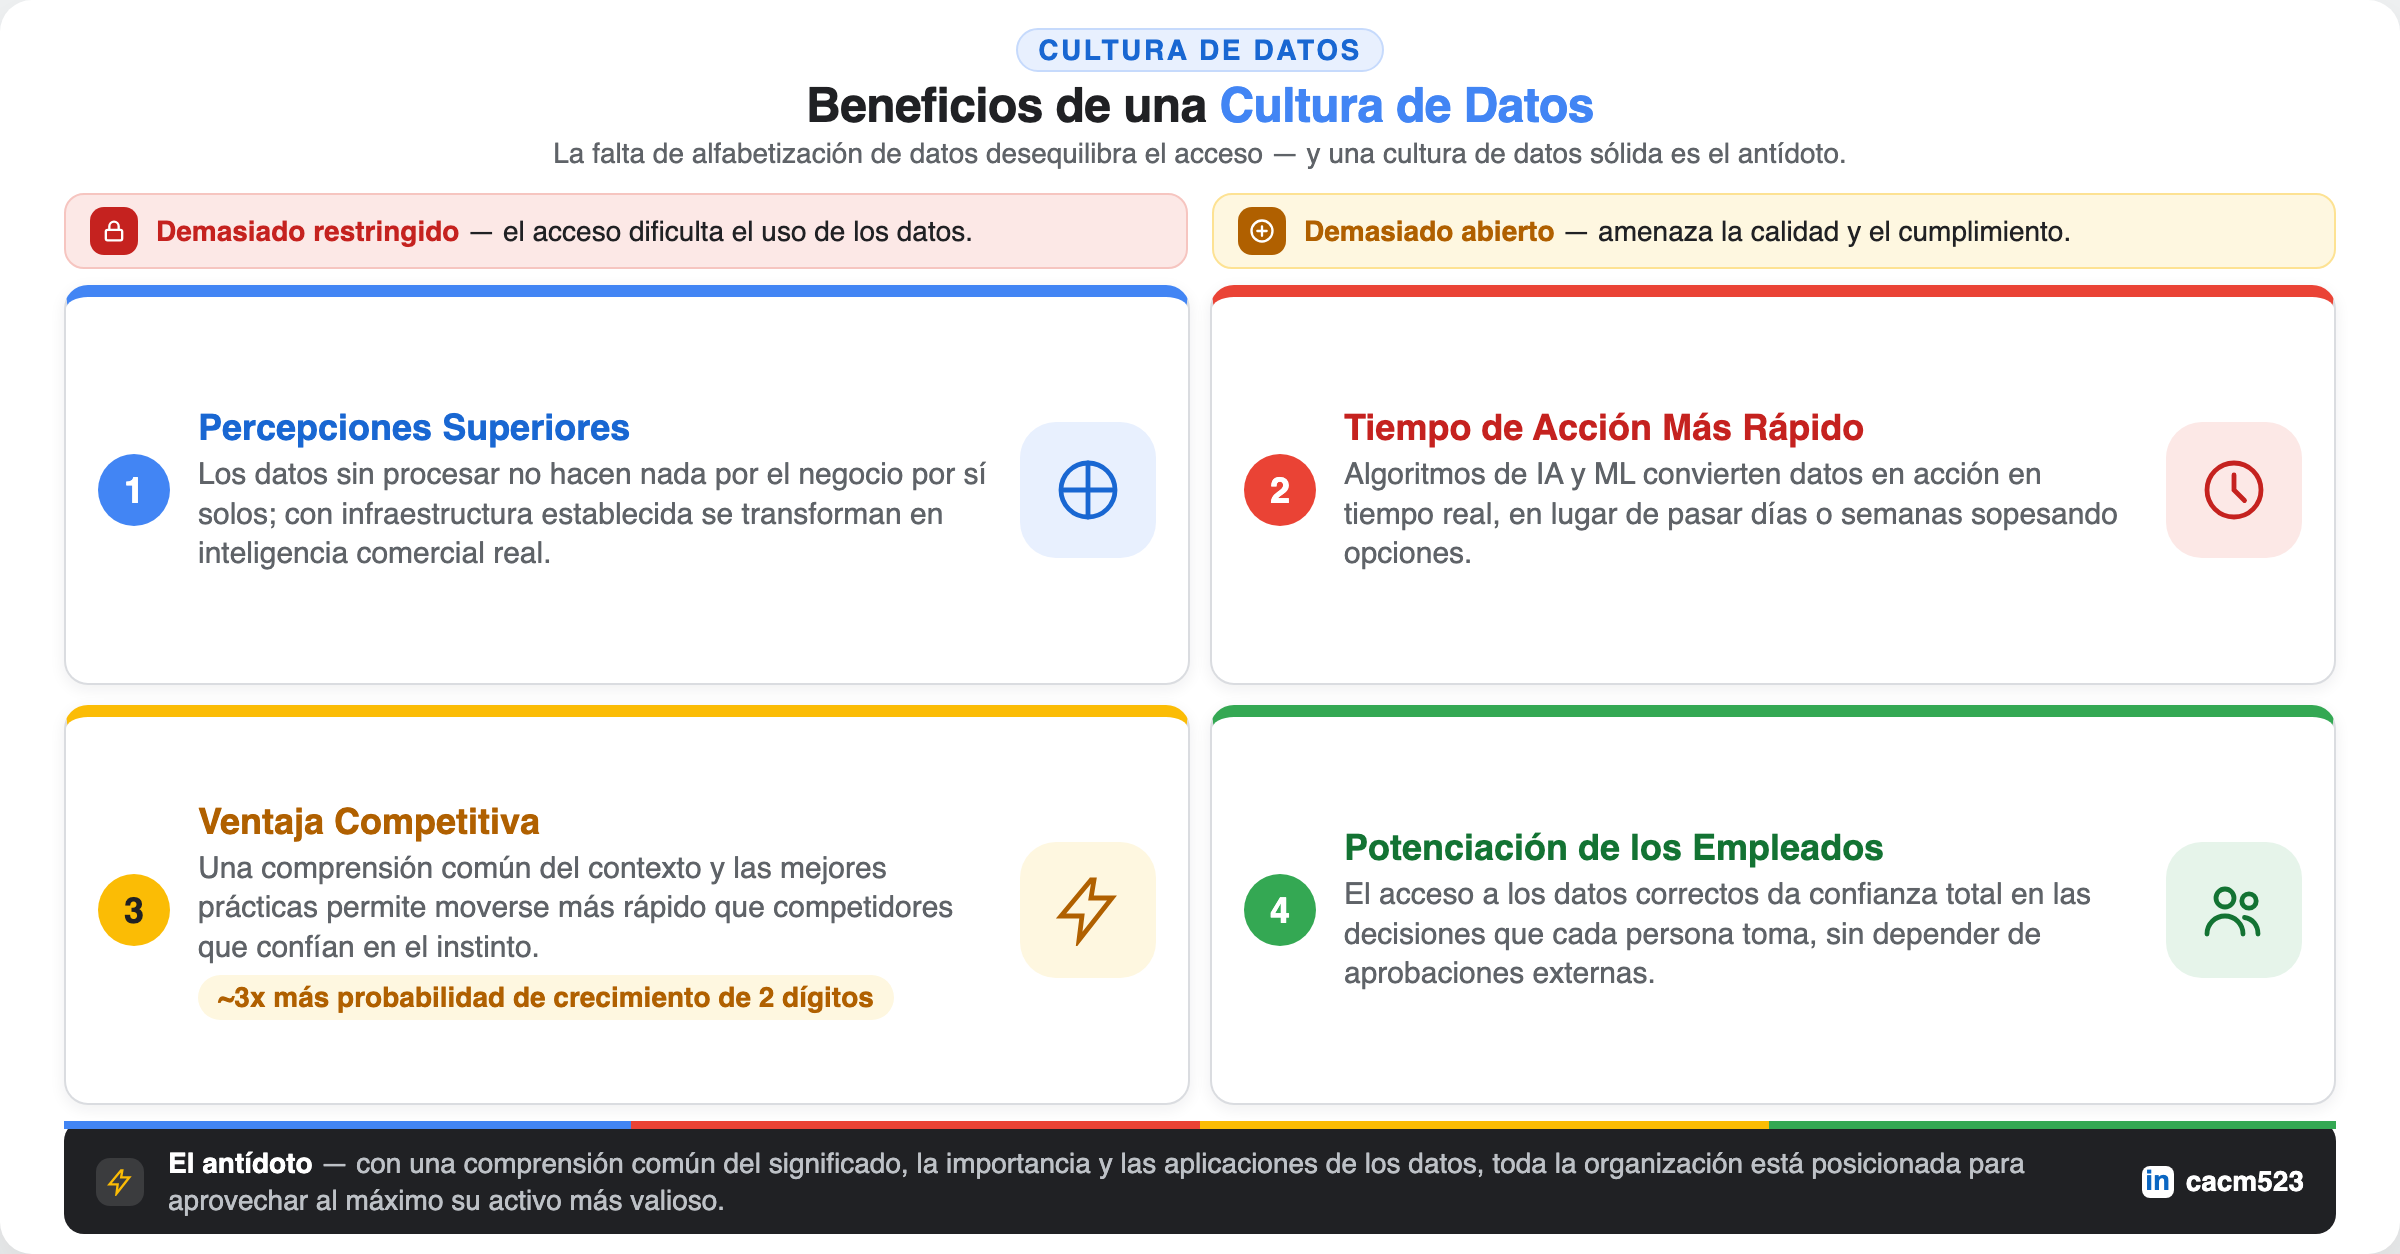 CULTURA DE DATOS
Beneficios de una Cultura de Datos
La falta de alfabetización de datos desequilibra el acceso — y una cultura de datos sólida es el antídoto.
Demasiado restringido — el acceso dificulta el uso de los datos.
Demasiado abierto — amenaza la calidad y el cumplimiento.
1
Percepciones Superiores
Los datos sin procesar no hacen nada por el negocio por sí
solos; con infraestructura establecida se transforman en
inteligencia comercial real.
2
Tiempo de Acción Más Rápido
Algoritmos de IA y ML convierten datos en acción en
tiempo real, en lugar de pasar días o semanas sopesando
opciones.
3
Ventaja Competitiva
Una comprensión común del contexto y las mejores
prácticas permite moverse más rápido que competidores
que confían en el instinto.
~3x más probabilidad de crecimiento de 2 dígitos
4
Potenciación de los Empleados
El acceso a los datos correctos da confianza total en las
decisiones que cada persona toma, sin depender de
aprobaciones externas.
El antídoto — con una comprensión común del significado, la importancia y las aplicaciones de los datos, toda la organización está posicionada para
aprovechar al máximo su activo más valioso.
in cacm523